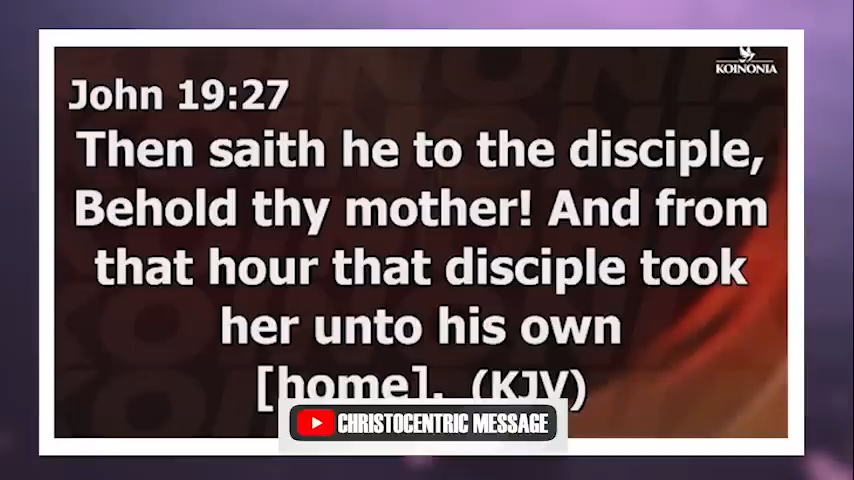 KOINONIA
John 19:27
Then saith he to the disciple,
Behold thy mother! And from
that hour that disciple took
her unto his own
[home]. (KJV)
CHRISTOCENTRIC MESSAGE